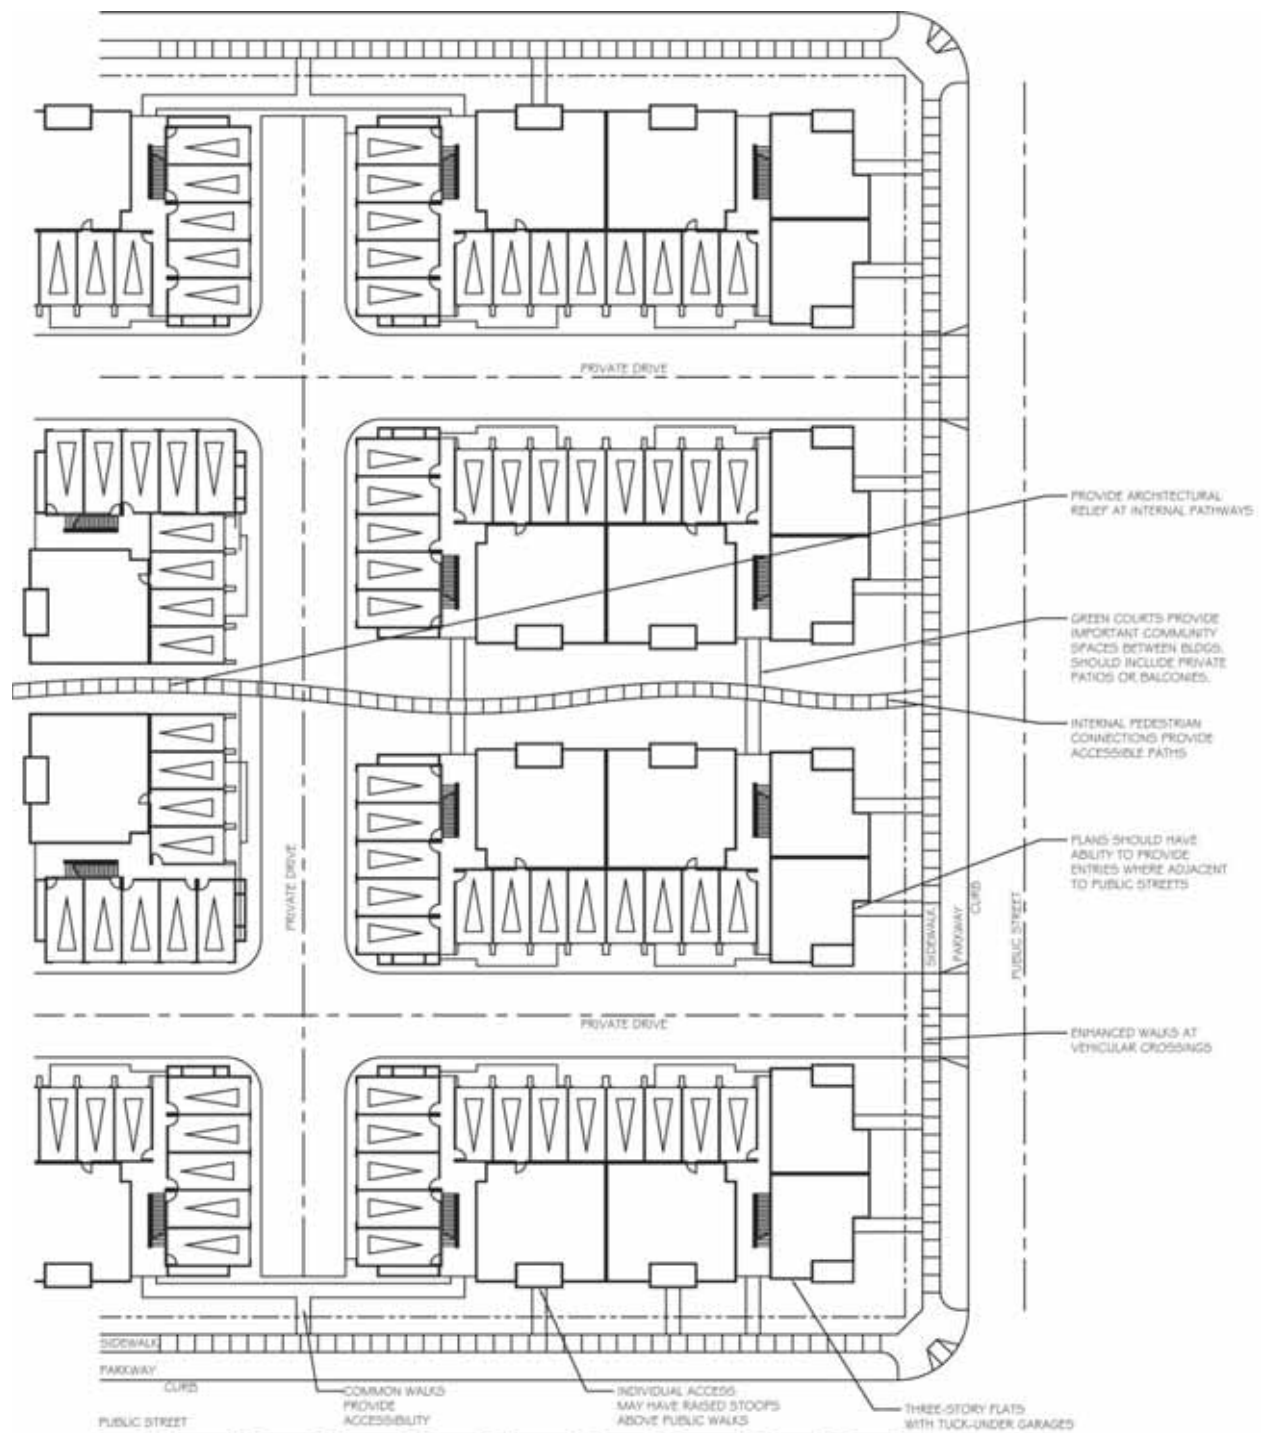 PRIVATE DRIVE
PROVIDE ARCHITECTURAL
RELIEF AT INTERNAL PATHWAYS
GREEN COURTS PROVIDE
IMPORTANT COMMUNITY
SPACES BETWEEN BLDGS.
SHOULD INCLUDE PRIVATE
PATIOS OR BALCONIES.
INTERNAL PEDESTRIAN
CONNECTIONS PROVIDE
ACCESSIBLE PATHS
PLANS SHOULD HAVE
ABILITY TO PROVIDE
ENTRIES WHERE ADJACENT
TO PUBLIC STREETS
PRIVATE DRIVE
SIDEWALK
PARKWAY
CURB
PUBLIC STREET
PRIVATE DRIVE
ENHANCED WALKS AT
VEHICULAR CROSSINGS
SIDEWALK
PARKWAY
CURB
PUBLIC STREET
COMMON WALKS
PROVIDE
ACCESSIBILITY
INDIVIDUAL ACCESS
MAY HAVE RAISED STOOPS
ABOVE PUBLIC WALKS
THREE-STORY FLATS
WITH TUCK-UNDER GARAGES